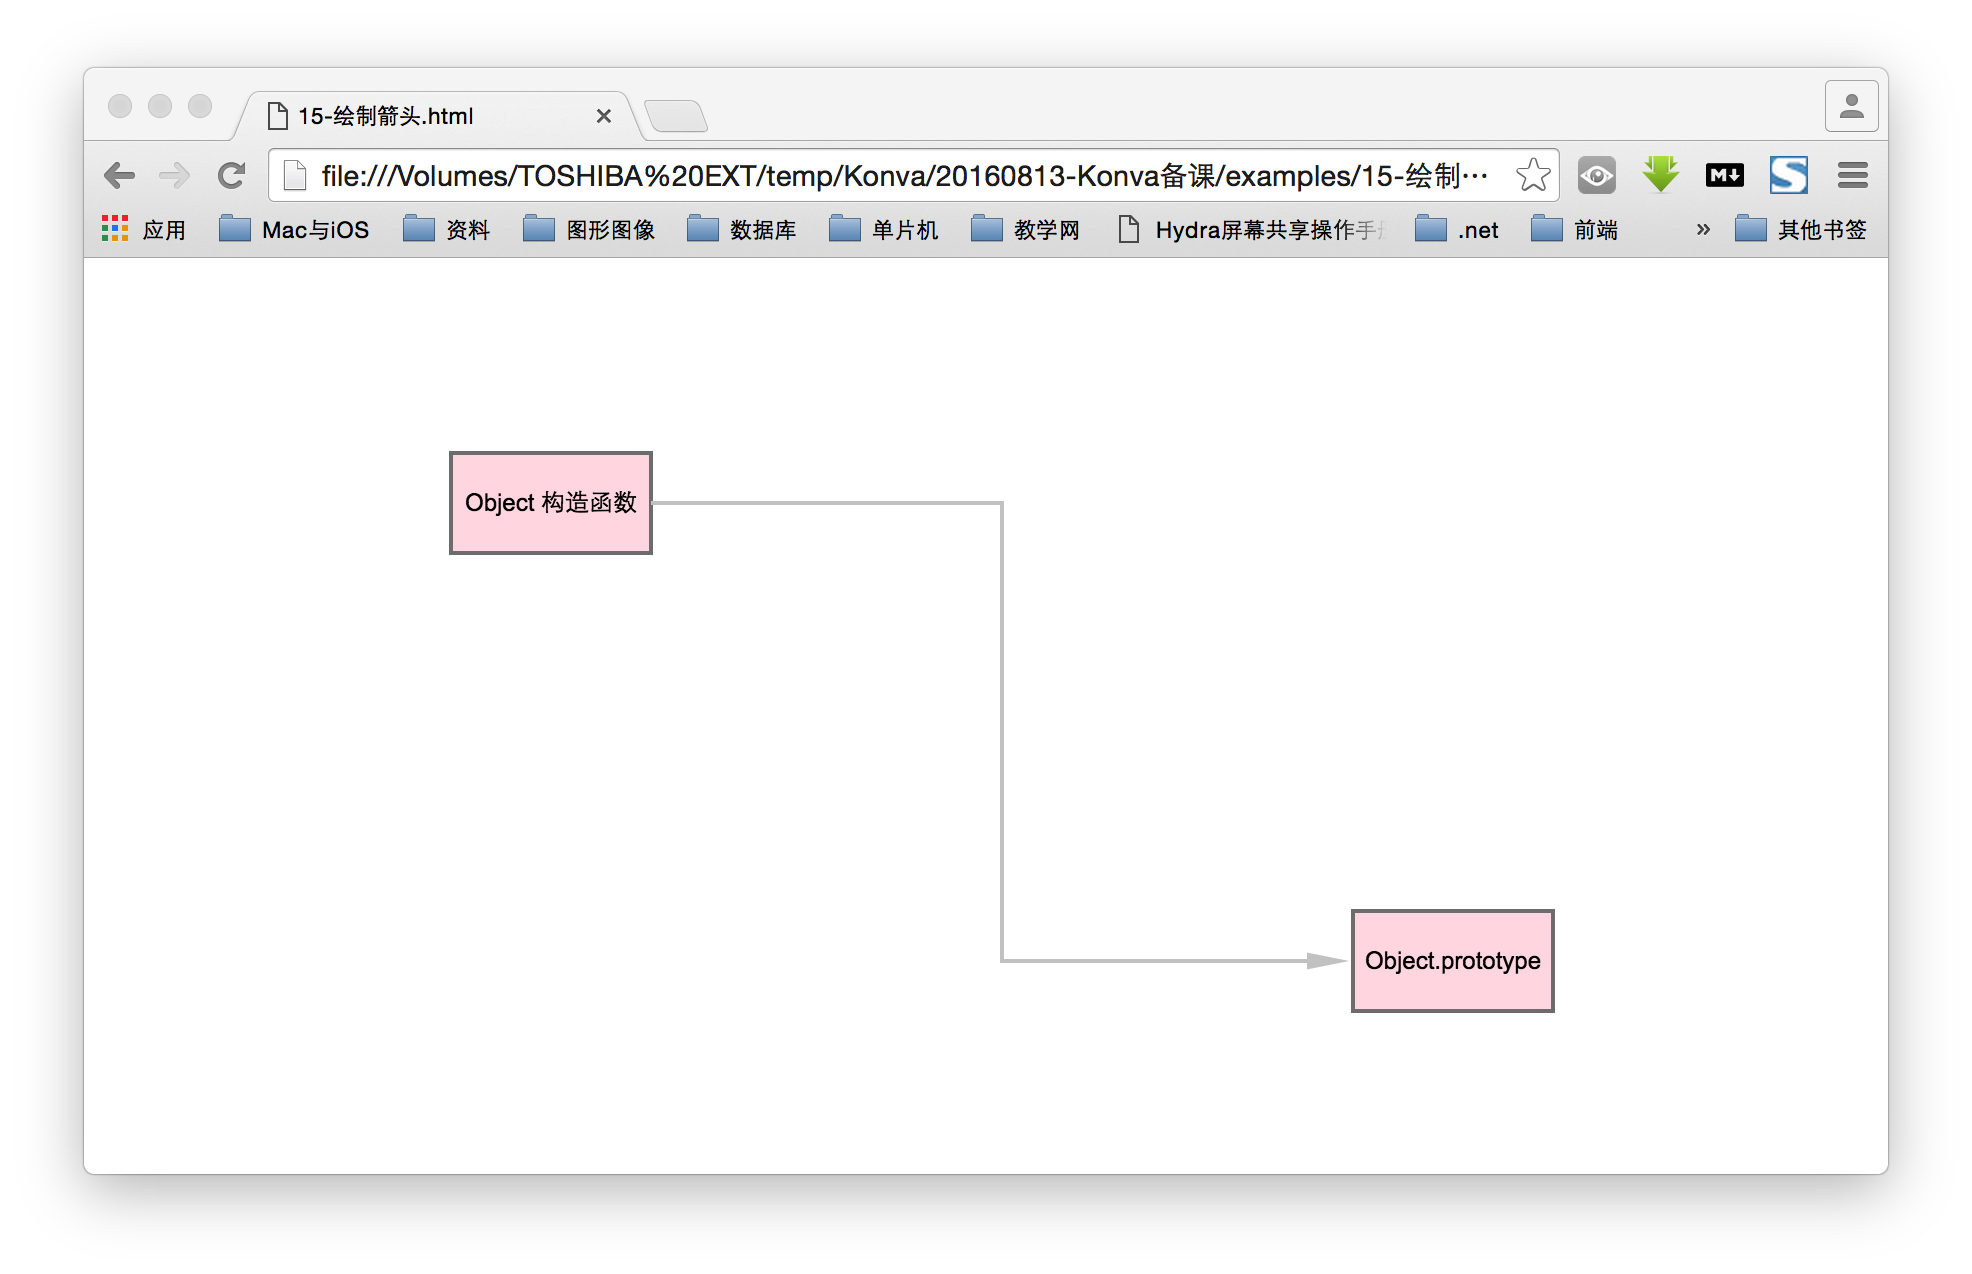 15-绘制箭头.html
file:///Volumes/TOSHIBA%20EXT/temp/Konva/20160813-Konva备课/examples/15-绘制…
应用 Mac与iOS 资料 图形图像 数据库 单片机 教学网 Hydra屏幕共享操作手 .net 前端 » 其他书签
Object 构造函数
Object.prototype